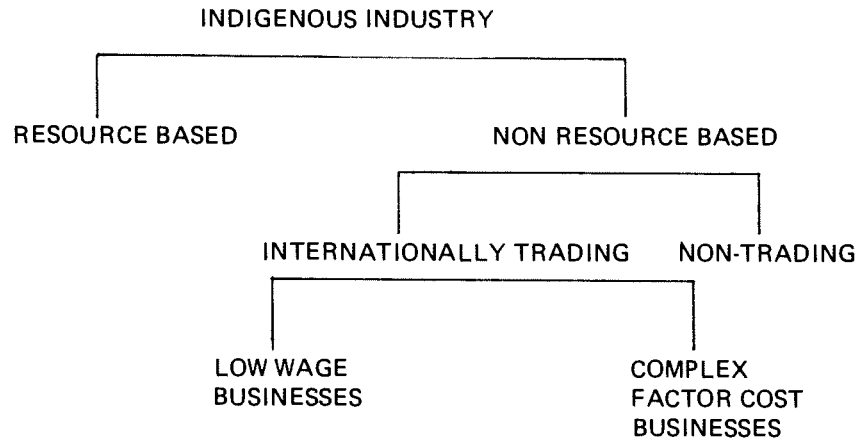 INDIGENOUS INDUSTRY
RESOURCE BASED
NON RESOURCE BASED
INTERNATIONALLY TRADING
NON-TRADING
LOW WAGE
BUSINESSES
COMPLEX
FACTOR COST
BUSINESSES